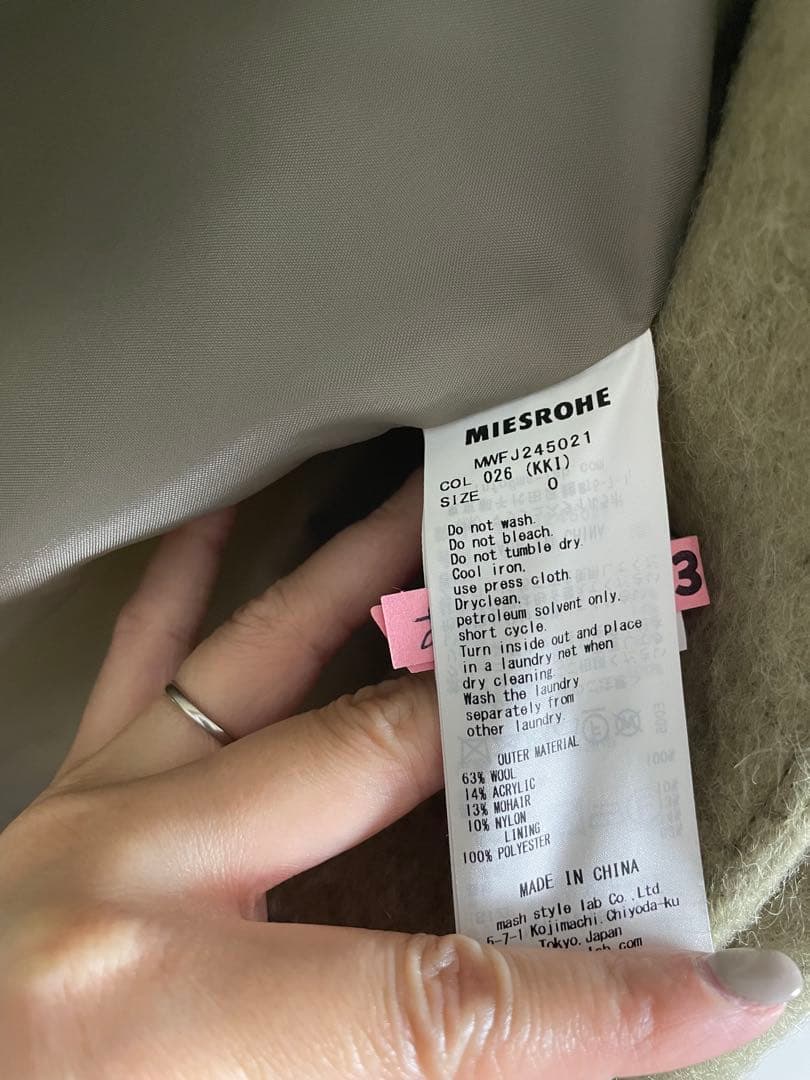 MIESROHE
MWFJ245021
COL 026 (KKI)
SIZE 0
Do not wash.
Do not bleach.
Do not tumble dry.
Cool iron.
use press cloth.
Dryclean.
petroleum solvent only.
short cycle.
Turn inside out and place
in a laundry net when
dry cleaning.
Wash the laundry
separately from
other laundry.
OUTER MATERIAL
63% WOOL
14% ACRYLIC
13% MOHAIR
10% NYLON
LINING
100% POLYESTER
MADE IN CHINA
mash style lab Co.,Ltd.
5-7-1 Kojimachi.Chiyoda-ku
Tokyo.Japan
com
3